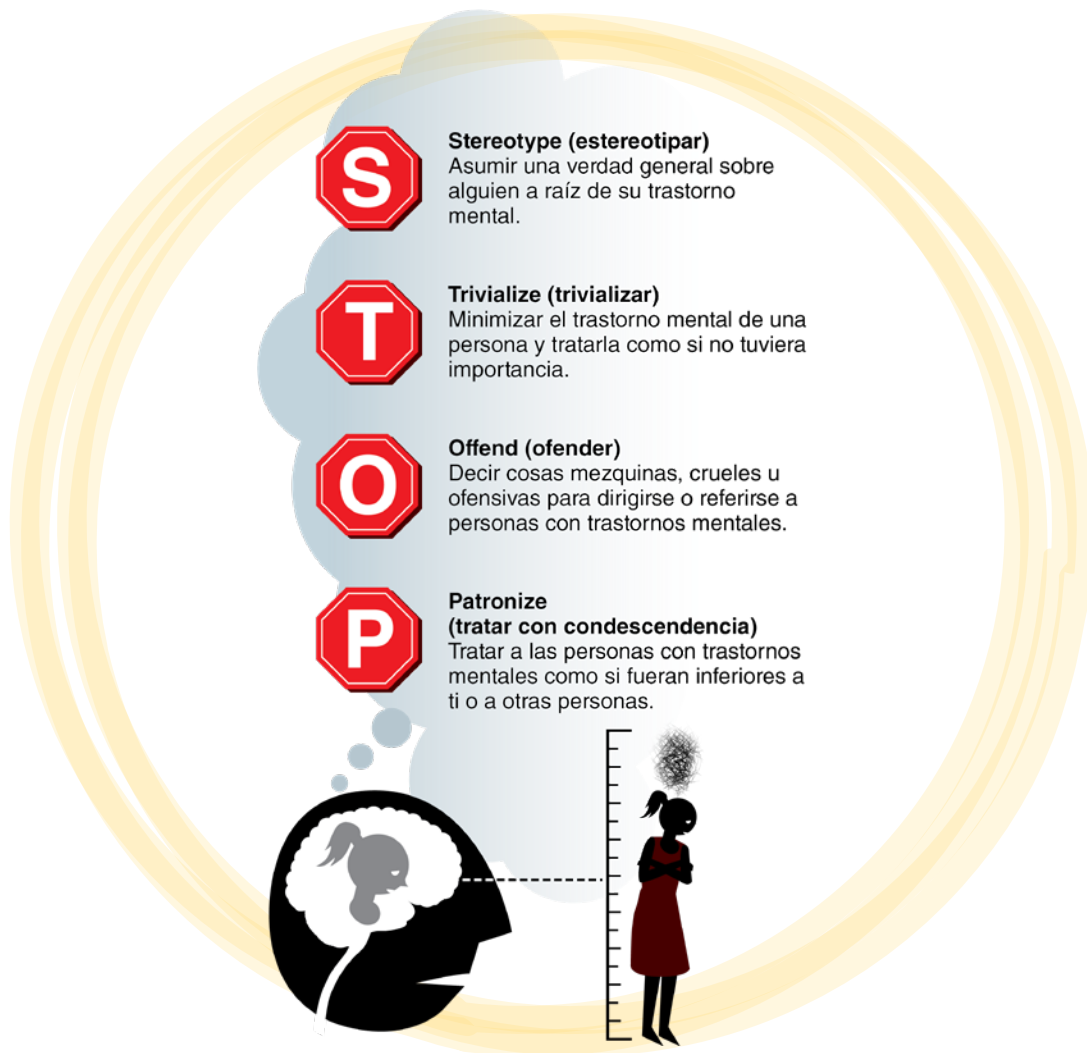 S
Stereotype (estereotipar)
Asumir una verdad general sobre
alguien a raíz de su trastorno
mental.
T
Trivialize (trivializar)
Minimizar el trastorno mental de una
persona y tratarla como si no tuviera
importancia.
O
Offend (ofender)
Decir cosas mezquinas, crueles u
ofensivas para dirigirse o referirse a
personas con trastornos mentales.
P
Patronize
(tratar con condescendencia)
Tratar a las personas con trastornos
mentales como si fueran inferiores a
ti o a otras personas.